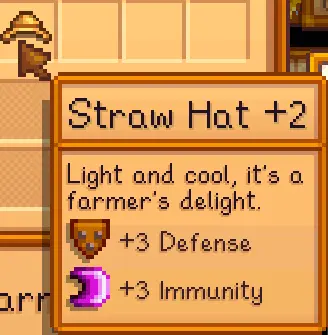 Straw Hat +2
Light and cool, it's a
farmer's delight.
+3 Defense
+3 Immunity